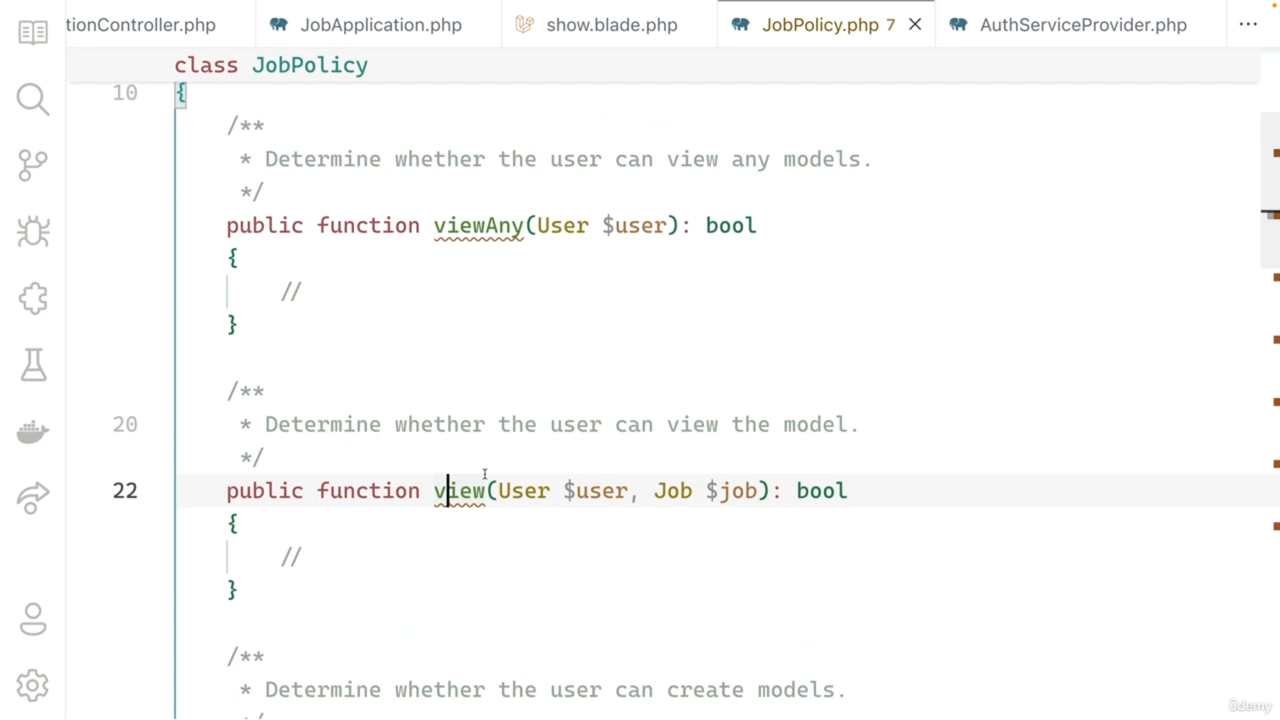 tionController.php JobApplication.php show.blade.php JobPolicy.php 7 AuthServiceProvider.php
class JobPolicy
10 {
/**
* Determine whether the user can view any models.
*/
public function viewAny(User $user): bool
{
//
}
/**
20 * Determine whether the user can view the model.
*/
22 public function view(User $user, Job $job): bool
{
//
}
/**
* Determine whether the user can create models.
*/
ûdemy